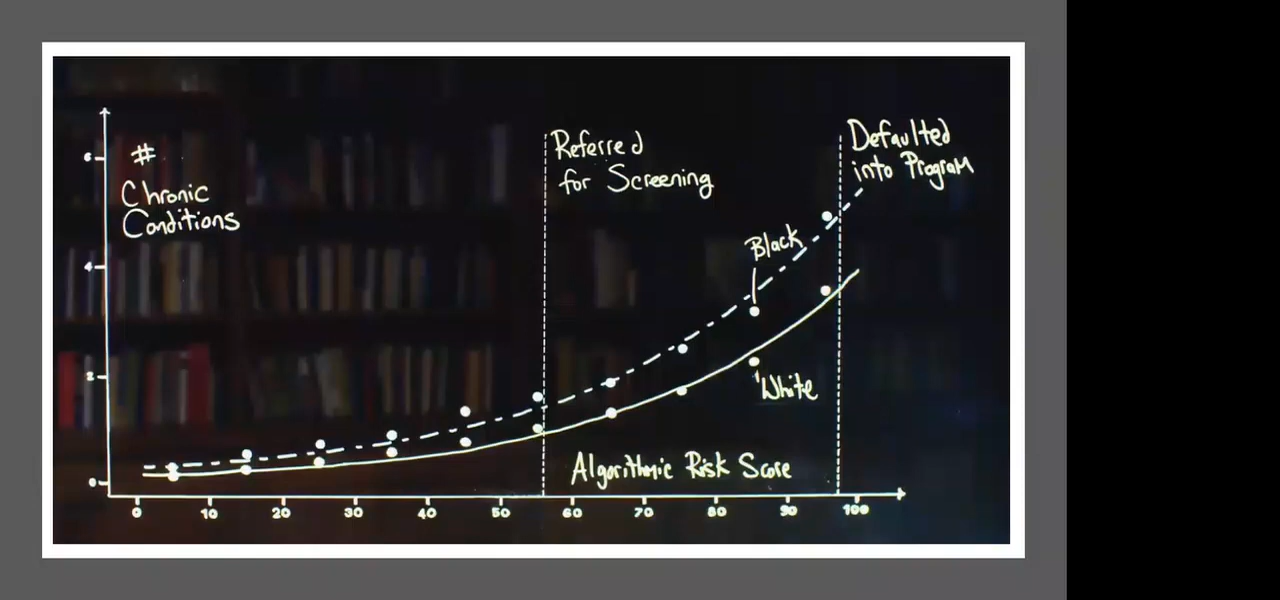 #
Chronic
Conditions
Referred
for Screening
Defaulted
into Program
Black
White
Algorithmic Risk Score
6
4
2
0
0 10 20 30 40 50 60 70 80 90 100